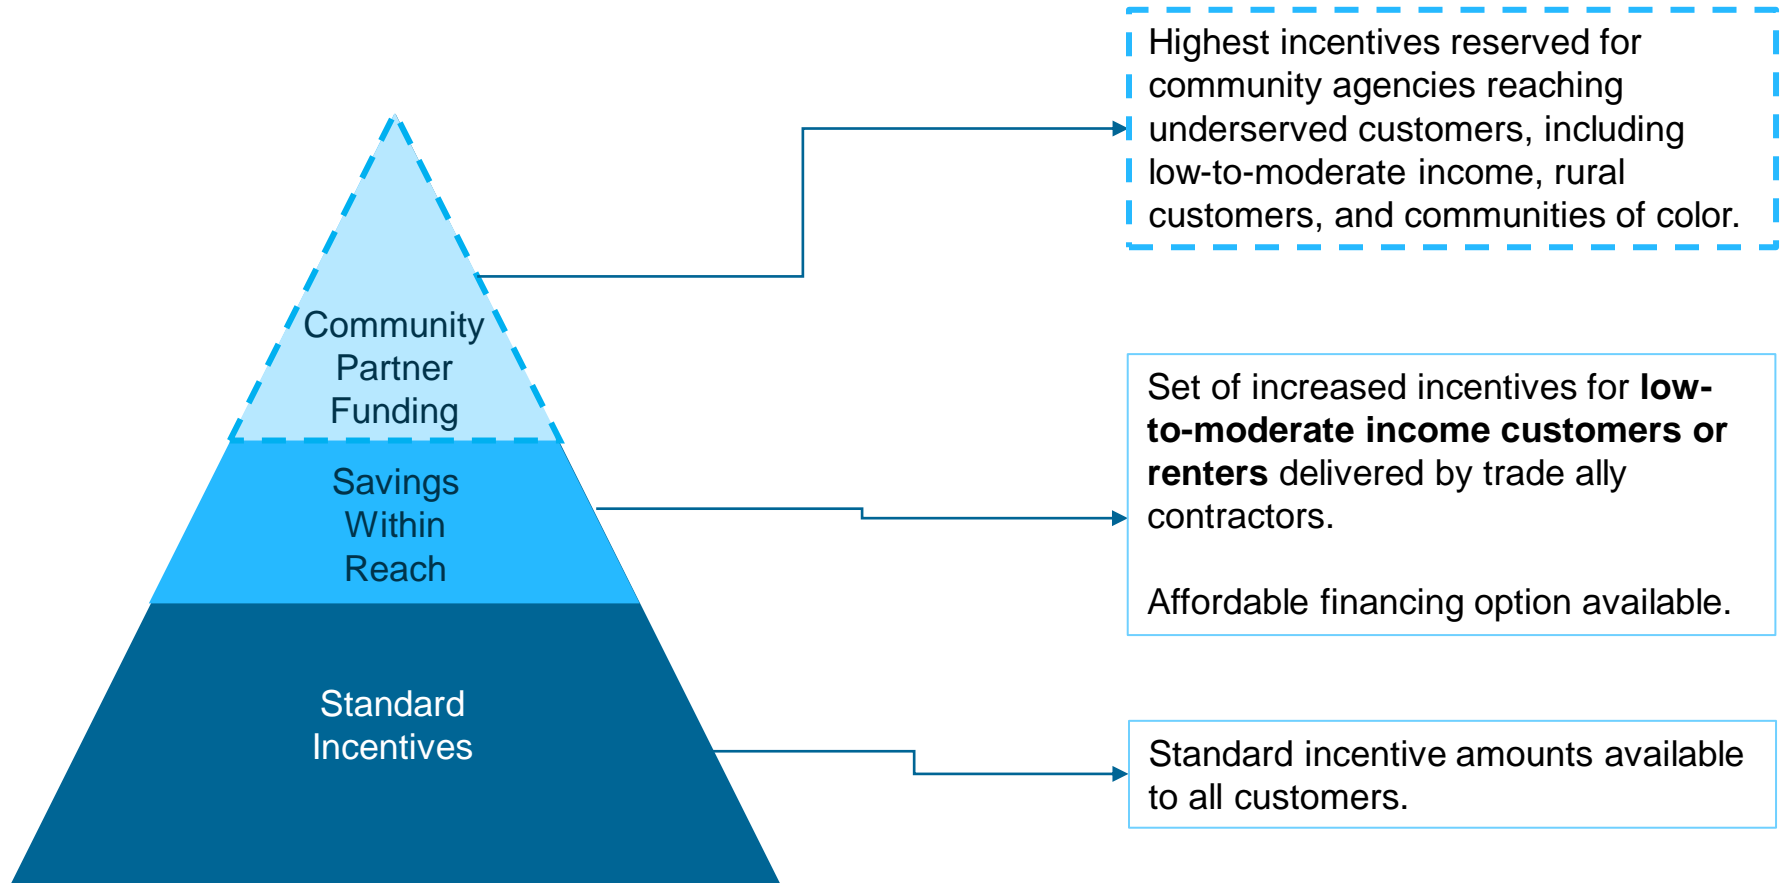 Highest incentives reserved for
community agencies reaching
underserved customers, including
low-to-moderate income, rural
customers, and communities of color.
Community
Partner
Funding
Set of increased incentives for low-
to-moderate income customers or
renters delivered by trade ally
contractors.
Affordable financing option available.
Savings
Within
Reach
Standard
Incentives
Standard incentive amounts available
to all customers.